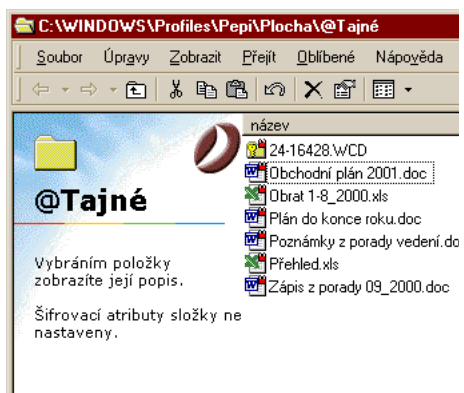 C:\WINDOWS\Profiles\Pepi\Plocha\@Tajné
Soubor Úpravy Zobrazit Přejít Oblíbené Nápověda
název
24-16428.WCD
Obchodní plán 2001.doc
Obrat 1-8_2000.xls
Plán do konce roku.doc
Poznámky z porady vedení.do
Přehled.xls
Zápis z porady 09_2000.doc
@Tajné
Vybráním položky
zobrazíte její popis.
Šifrovací atributy složky ne
nastaveny.